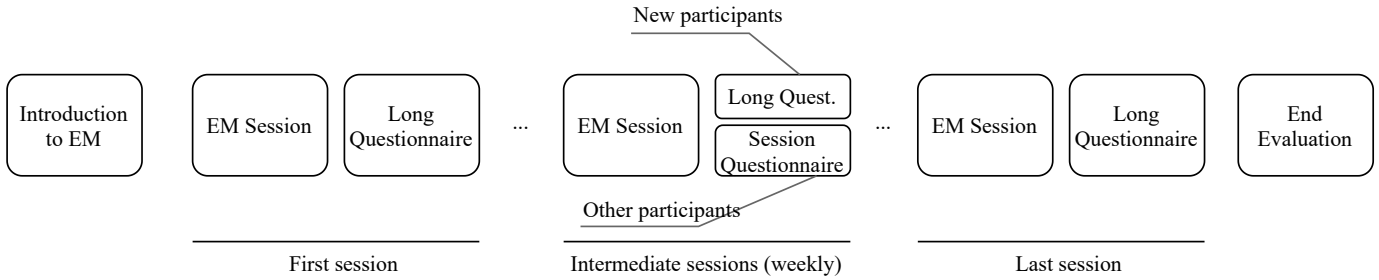 New participants
Introduction
to EM
EM Session
Long
Questionnaire
...
EM Session
Long Quest.
Session
Questionnaire
...
EM Session
Long
Questionnaire
End
Evaluation
Other participants
First session
Intermediate sessions (weekly)
Last session